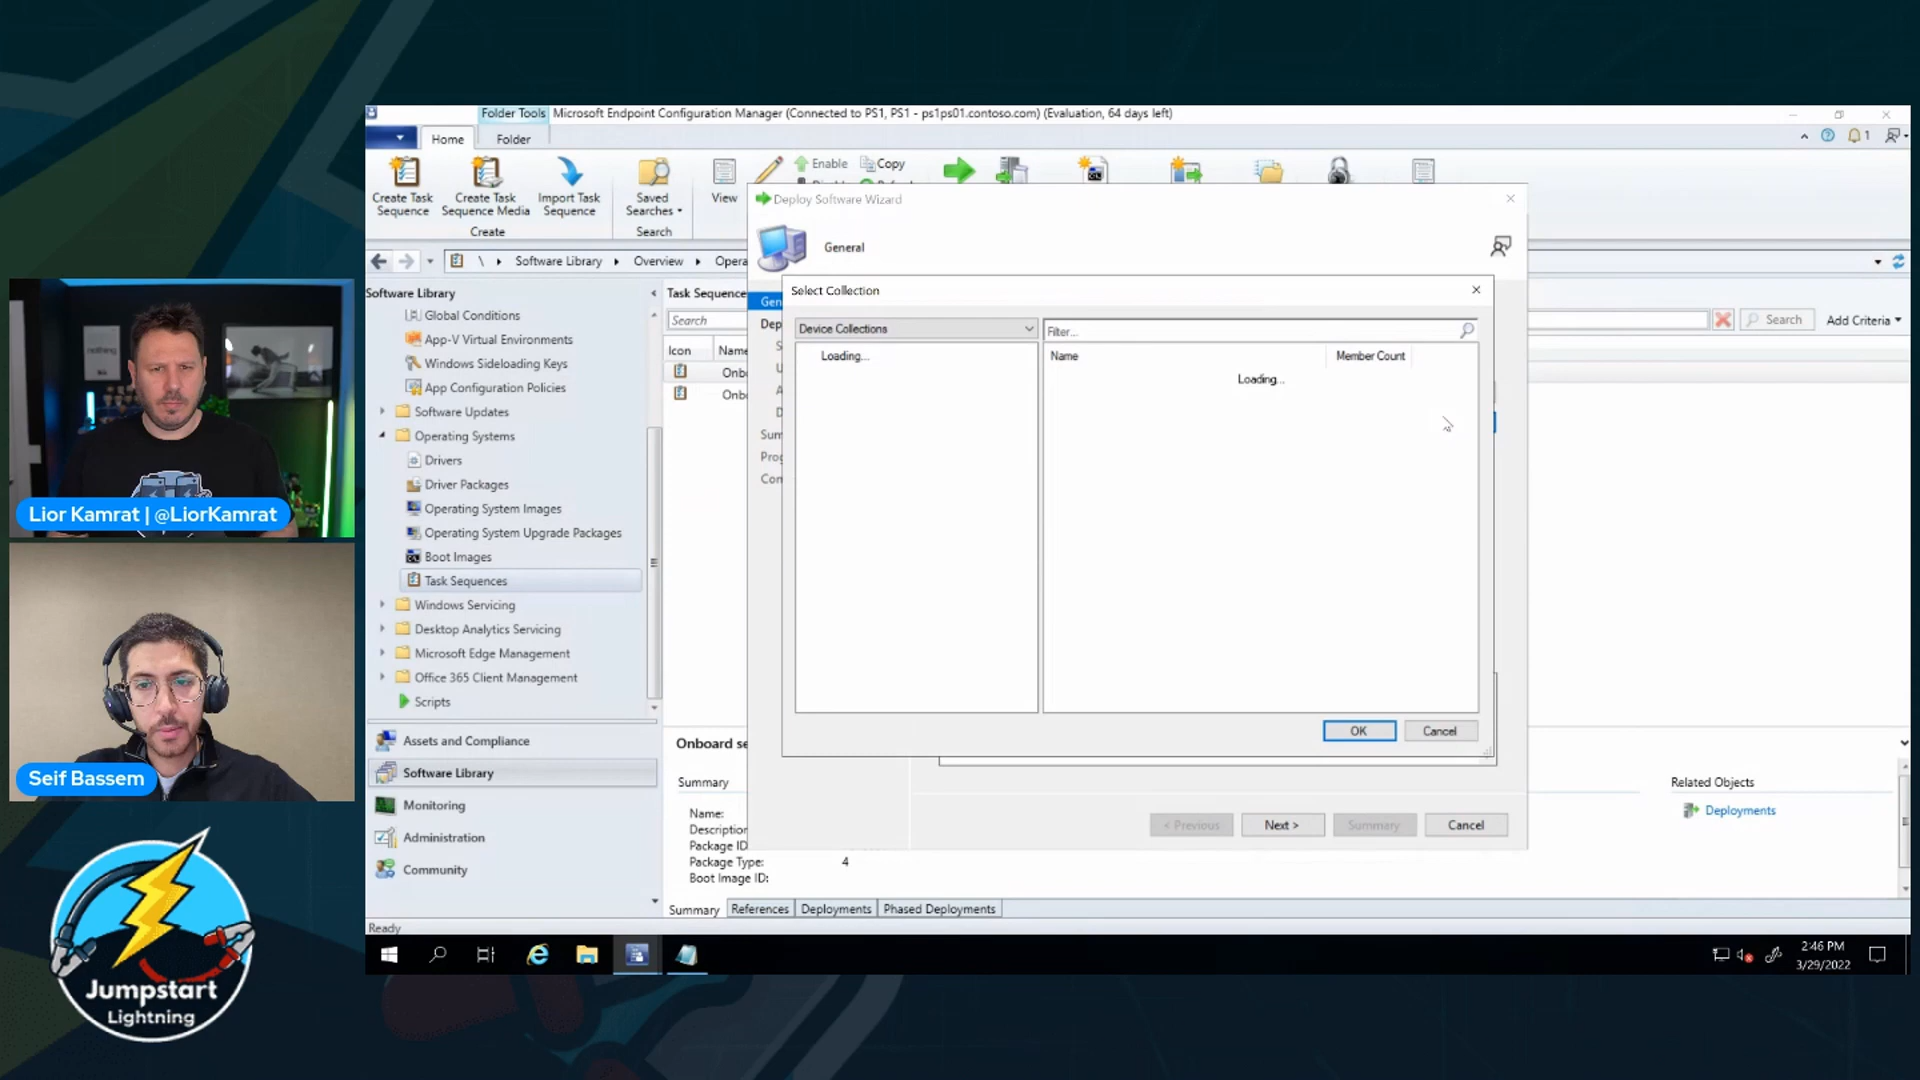 Folder Tools
Microsoft Endpoint Configuration Manager (Connected to PS1, PS1 - ps1ps01.contoso.com) (Evaluation, 64 days left)
Home
Folder
1
Create Task
Sequence
Create Task
Sequence Media
Import Task
Sequence
Saved
Searches
View
Enable
Copy
Create
Search
\
Software Library
Overview
Deploy Software Wizard
General
Software Library
Global Conditions
App-V Virtual Environments
Windows Sideloading Keys
App Configuration Policies
Software Updates
Operating Systems
Drivers
Driver Packages
Operating System Images
Operating System Upgrade Packages
Boot Images
Task Sequences
Windows Servicing
Desktop Analytics Servicing
Microsoft Edge Management
Office 365 Client Management
Scripts
Assets and Compliance
Software Library
Monitoring
Administration
Community
Task Sequence
Search
Icon
Search
Add Criteria
Select Collection
Device Collections
Filter...
Loading...
Name
Member Count
Loading...
OK
Cancel
< Previous
Next >
Summary
Cancel
Summary
Name:
Package Type:
4
Boot Image ID:
Related Objects
Deployments
Summary
References
Deployments
Phased Deployments
Ready
2:46 PM
3/29/2022
nothing
Lior Kamrat | @LiorKamrat
Seif Bassem
Jumpstart
Lightning